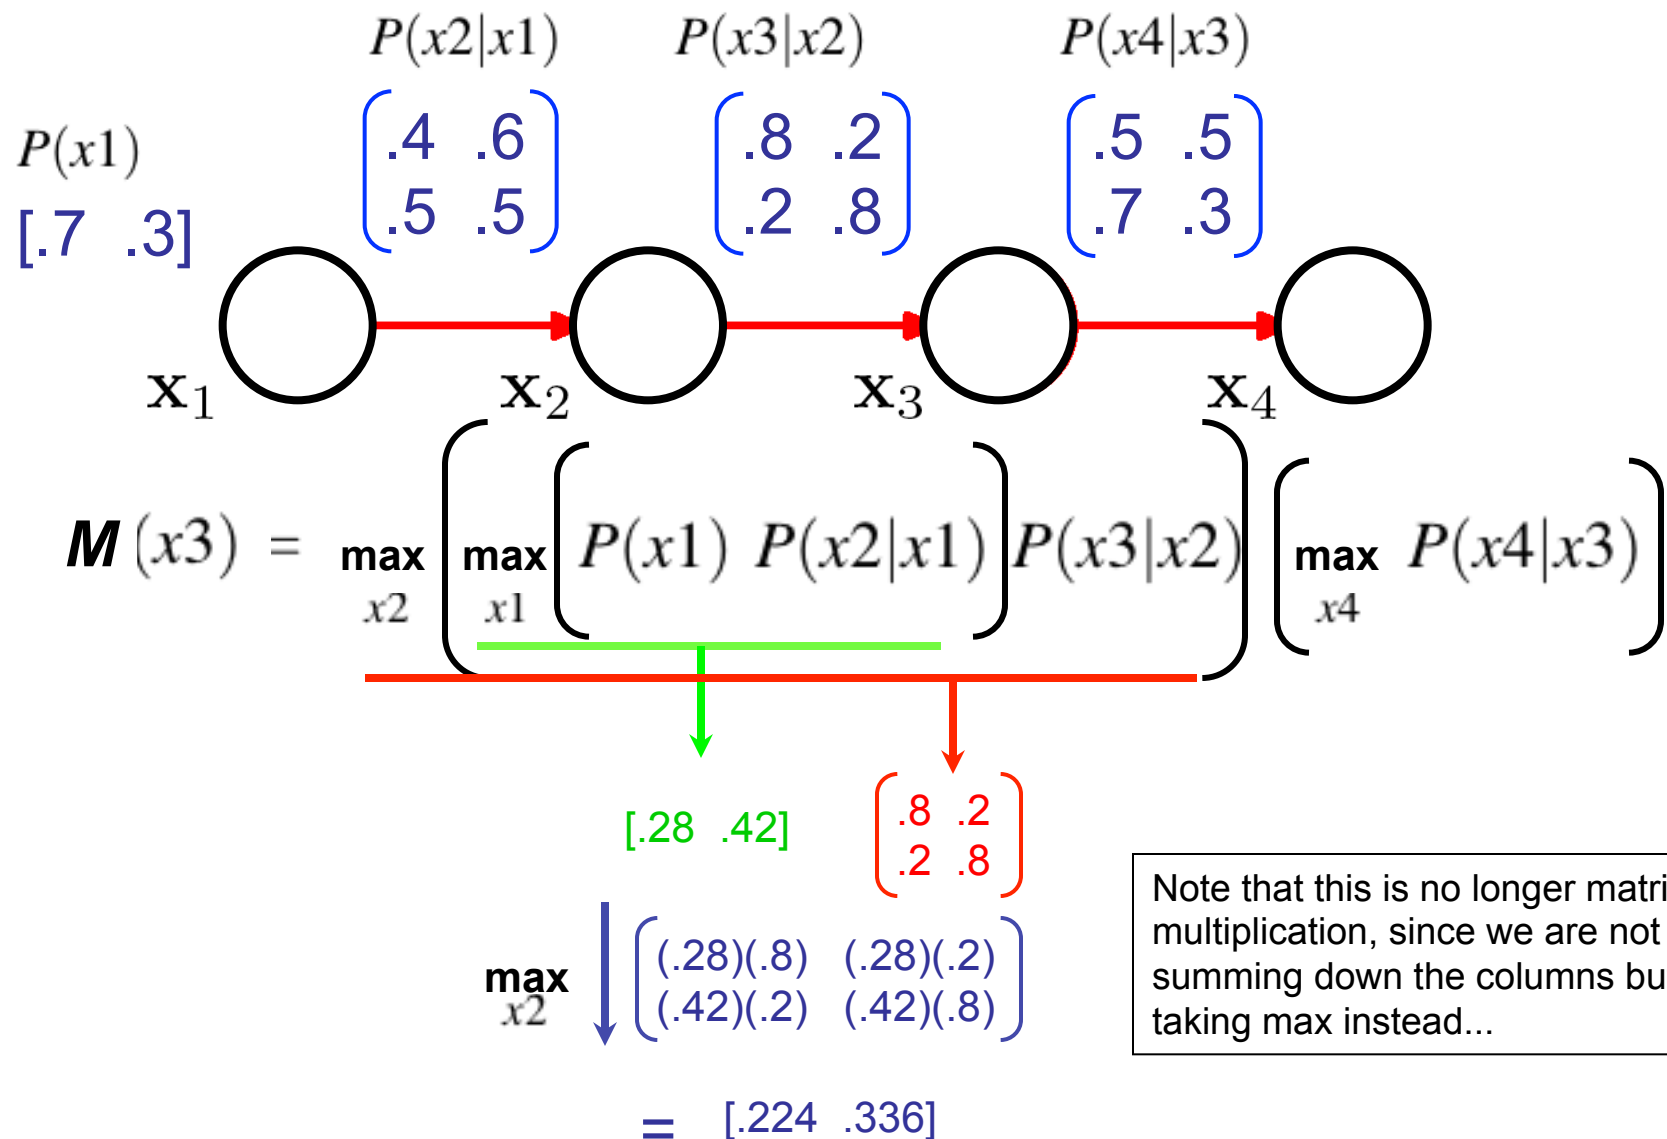 P(x2|x1) P(x3|x2) P(x4|x3)
P(x1)
[.7 .3]
.4 .6
.5 .5
.8 .2
.2 .8
.5 .5
.7 .3
x1 x2 x3 x4
M(x3) = max x2 ( max x1 ( P(x1) P(x2|x1) ) P(x3|x2) ) ( max x4 P(x4|x3) )
[.28 .42]
.8 .2
.2 .8
max x2
(.28)(.8) (.28)(.2)
(.42)(.2) (.42)(.8)
= [.224 .336]
Note that this is no longer matri
multiplication, since we are not
summing down the columns bu
taking max instead...